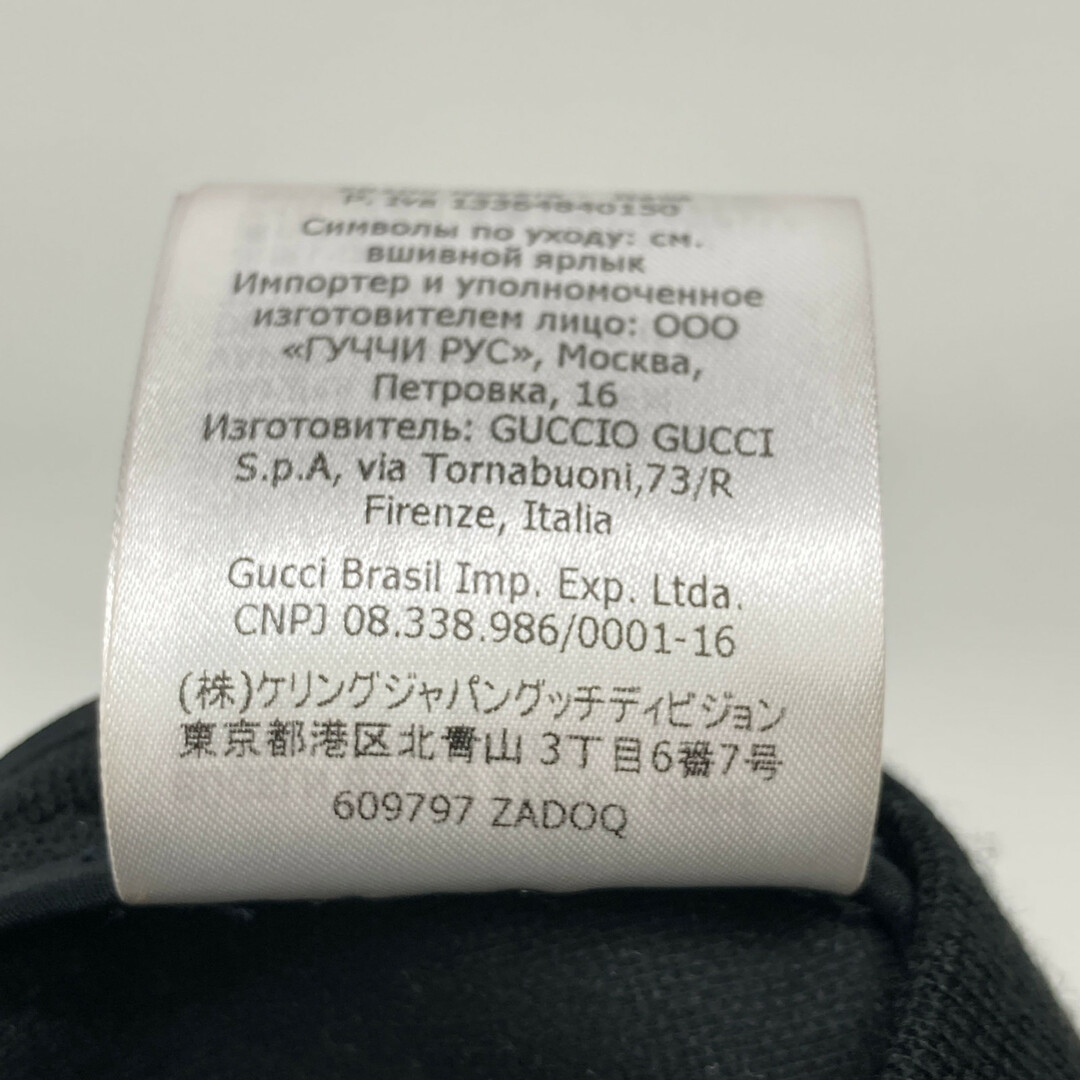 P. Iva 13364840150
Символы по уходу: см.
вшивной ярлык
Импортер и уполномоченное
изготовителем лицо: ООО
«ГУЧЧИ РУС», Москва,
Петровка, 16
Изготовитель: GUCCIO GUCCI
S.p.A, via Tornabuoni,73/R
Firenze, Italia
Gucci Brasil Imp. Exp. Ltda.
CNPJ 08.338.986/0001-16
(株)ケリングジャパングッチディビジョン
東京都港区北青山 3丁目6番7号
609797 ZADOQ